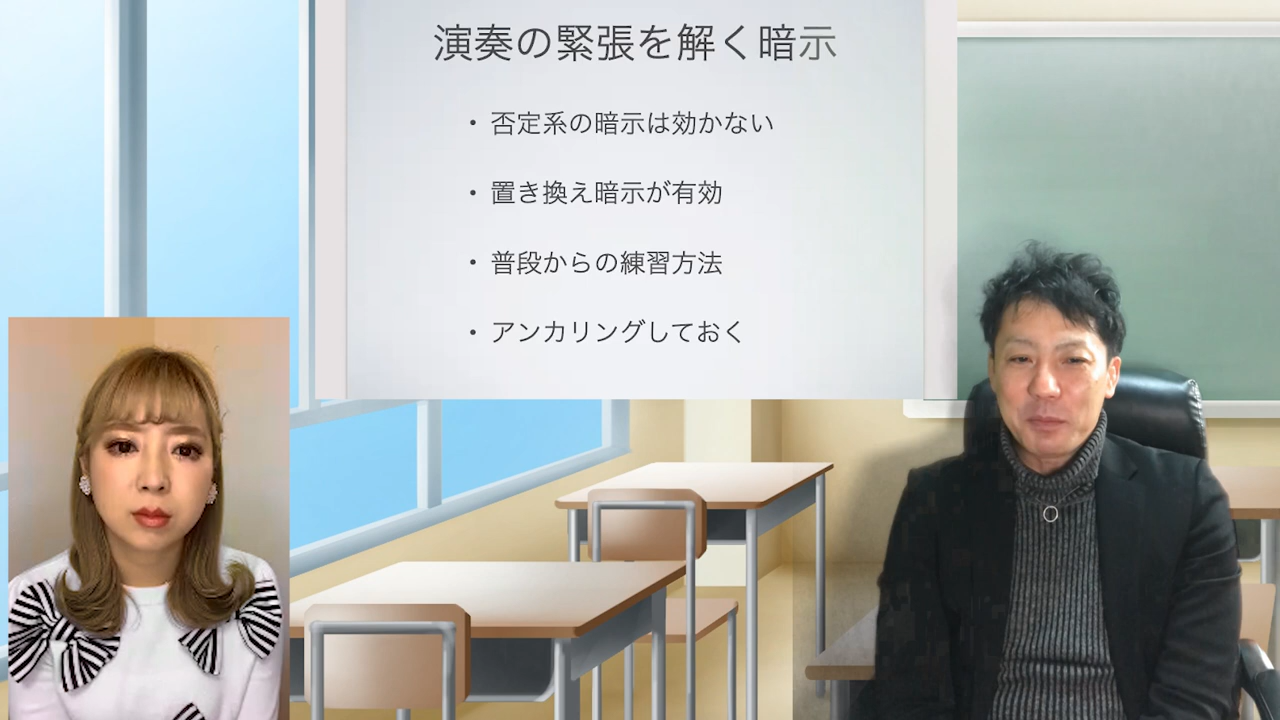 演奏の緊張を解く暗示
・否定系の暗示は効かない
・置き換え暗示が有効
・普段からの練習方法
・アンカリングしておく